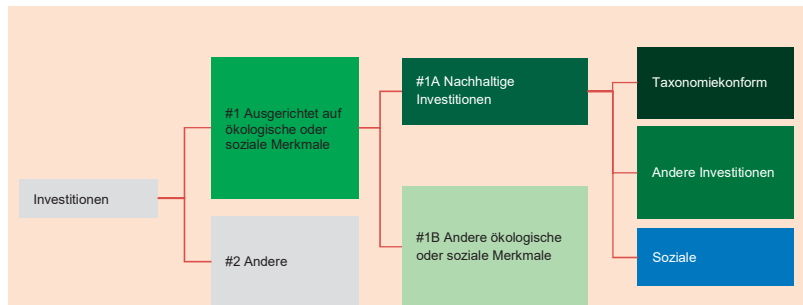 Investitionen
#1 Ausgerichtet auf
ökologische oder
soziale Merkmale
#2 Andere
#1A Nachhaltige
Investitionen
#1B Andere ökologische
oder soziale Merkmale
Taxonomiekonform
Andere Investitionen
Soziale